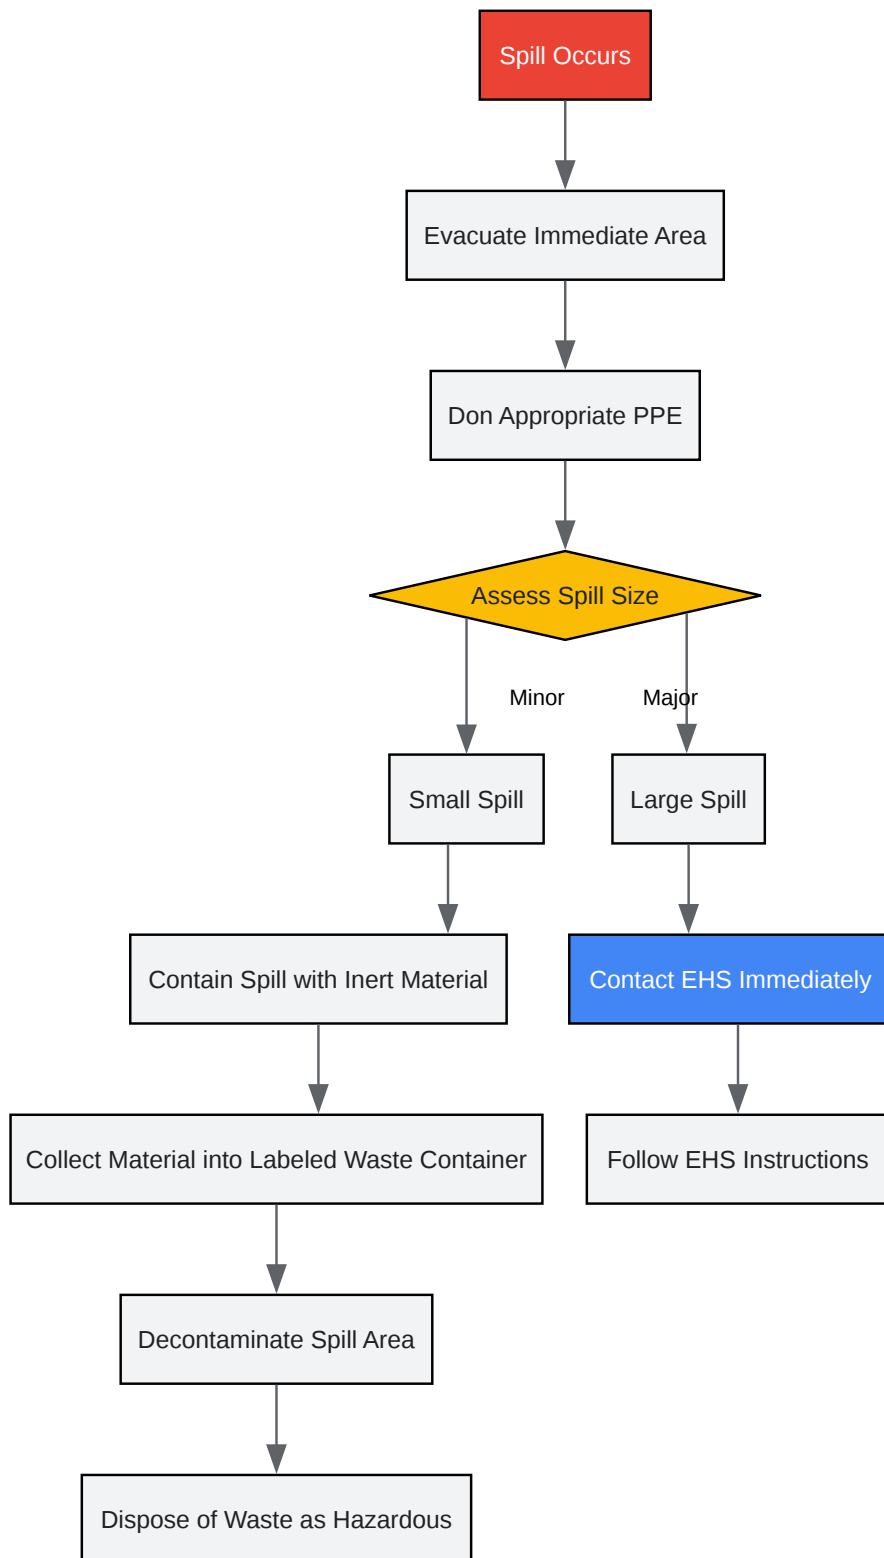 Spill Occurs
Evacuate Immediate Area
Don Appropriate PPE
Assess Spill Size
Minor
Major
Small Spill
Large Spill
Contain Spill with Inert Material
Contact EHS Immediately
Collect Material into Labeled Waste Container
Follow EHS Instructions
Decontaminate Spill Area
Dispose of Waste as Hazardous